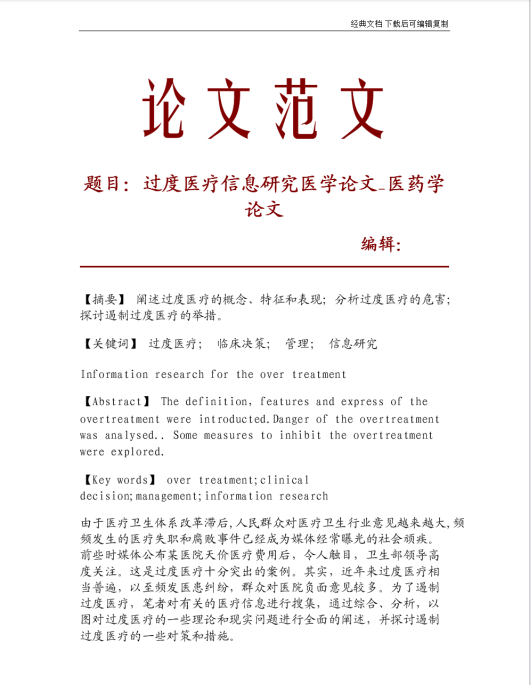 经典文档 下载后可编辑复制
论文范文
题目：过度医疗信息研究医学论文_医药学
论文
编辑：
【摘要】 阐述过度医疗的概念、特征和表现；分析过度医疗的危害；
探讨遏制过度医疗的举措。
【关健词】 过度医疗； 临床决策； 管理； 信息研究
Information research for the over treatment
【Abstract】 The definition, features and express of the
overtreatment were introducted.Danger of the overtreatment
was analysed.. Some measures to inhibit the overtreatment
were explored.
【Key words】 over treatment;clinical
decision;management;information research
由于医疗卫生体系改革滞后,人民群众对医疗卫生行业意见越来越大,频
频发生的医疗失职和腐败事件已经成为媒体经常曝光的社会顽疾。
前些时媒体公布某医院天价医疗费用后，令人触目，卫生部领导高
度关注。这是过度医疗十分突出的案例。其实，近年来过度医疗相
当普遍，以至频发医患纠纷，群众对医院负面意见较多。为了遏制
过度医疗，笔者对有关的医疗信息进行搜集，通过综合、分析，以
图对过度医疗的一些理论和现实问题进行全面的阐述，并探讨遏制
过度医疗的一些对策和措施。